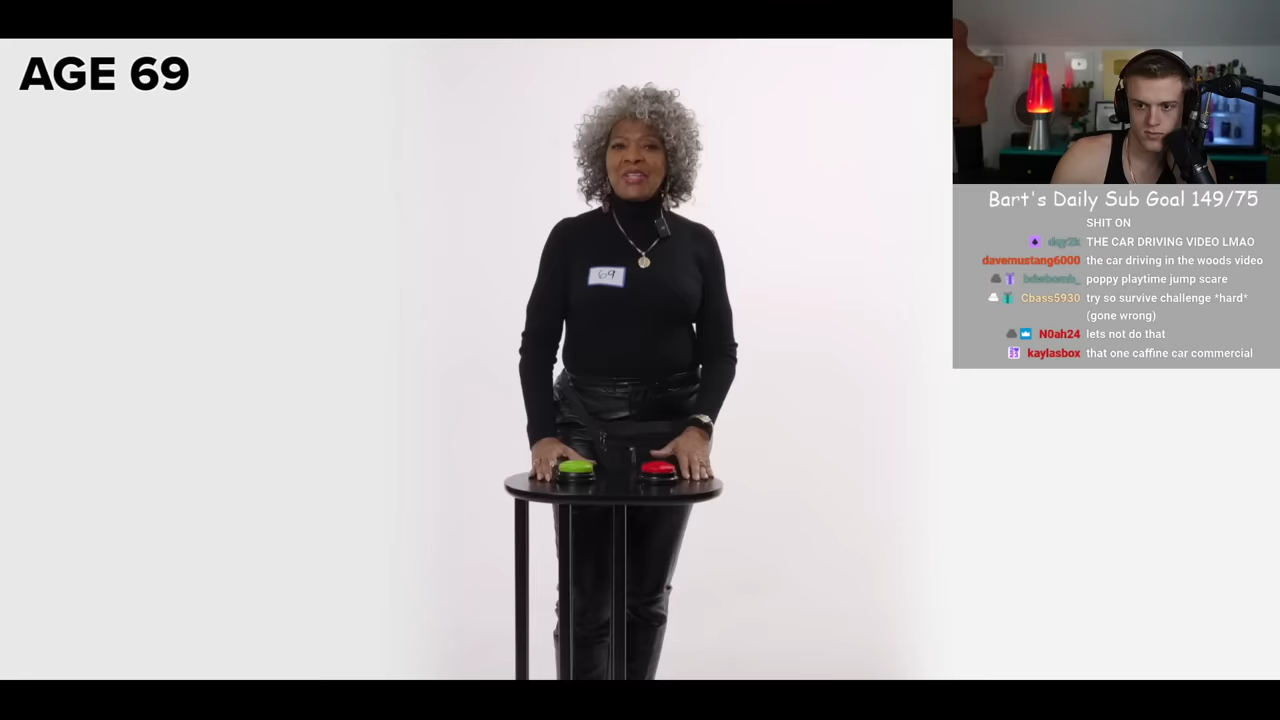 AGE 69
69
Bart's Daily Sub Goal 149/75
SHIT ON
dqy2k THE CAR DRIVING VIDEO LMAO
davemustang6000 the car driving in the woods video
poppy playtime jump scare
Cbass5930 try so survive challenge *hard*
(gone wrong)
N0ah24 lets not do that
kaylasbox that one caffine car commercial